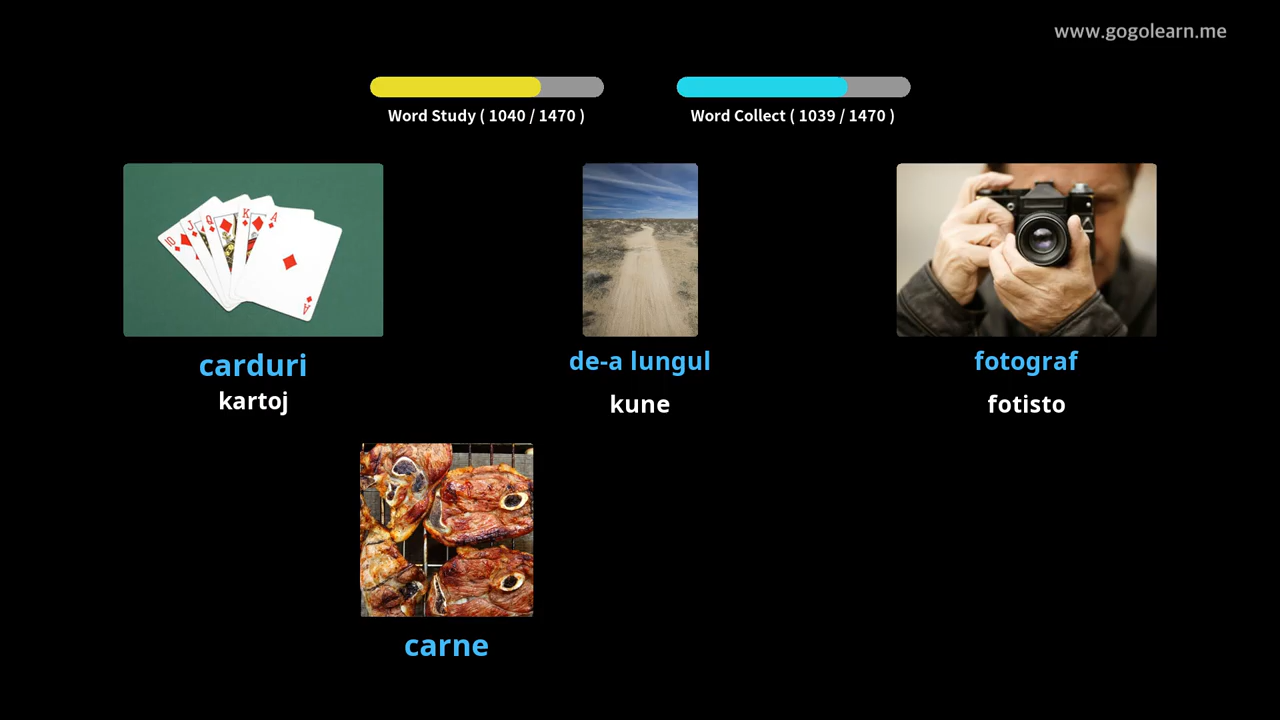 www.gogolearn.me
Word Study ( 1040 / 1470 )
Word Collect ( 1039 / 1470 )
10 J Q K A
A
carduri
kartoj
de-a lungul
kune
fotograf
fotisto
carne